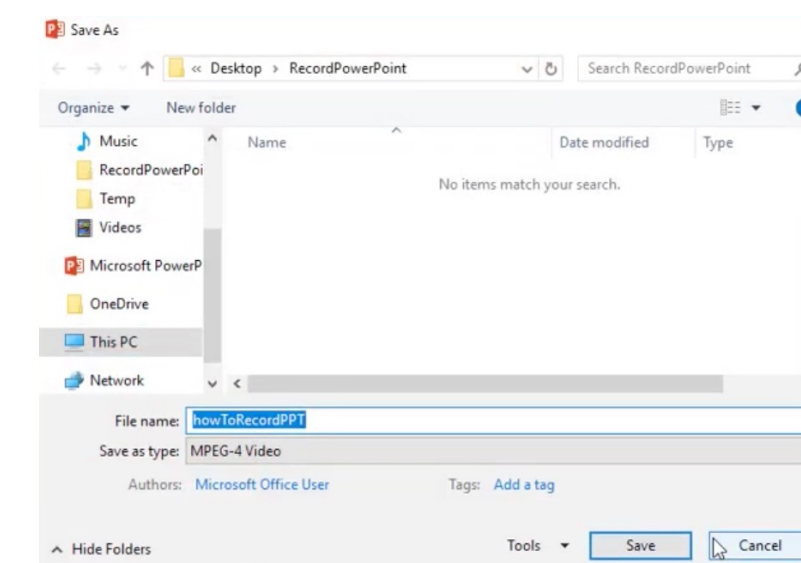 Save As
« Desktop › RecordPowerPoint Search RecordPowerPoint
Organize New folder
Music Name Date modified Type
RecordPowerPoi
No items match your search.
Temp
Videos
Microsoft PowerP
OneDrive
This PC
Network
File name: howToRecordPPT
Save as type: MPEG-4 Video
Authors: Microsoft Office User Tags: Add a tag
Hide Folders Tools Save Cancel